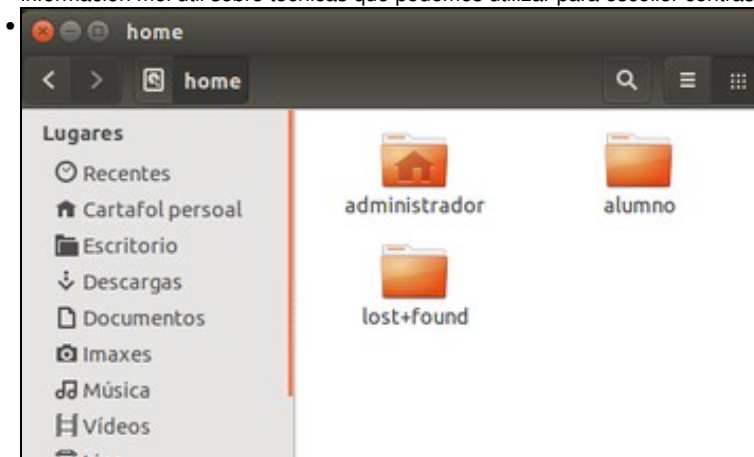 home
home
Lugares
Recentes
Cartafol persoal
Escritorio
Descargas
Documentos
Imaxes
Música
Vídeos
administrador
alumno
lost+found